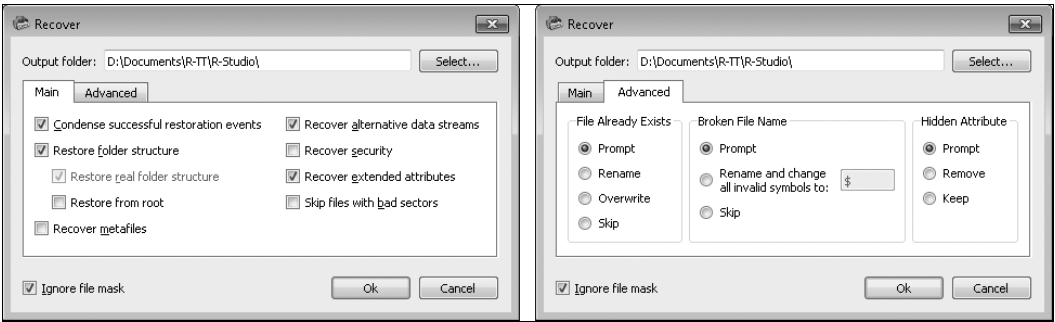 Recover
Output folder: D:\Documents\R-TT\R-Studio\ Select...
Main Advanced
Condense successful restoration events
Restore folder structure
Restore real folder structure
Restore from root
Recover metafiles
Recover alternative data streams
Recover security
Recover extended attributes
Skip files with bad sectors
Ignore file mask Ok Cancel
Recover
Output folder: D:\Documents\R-TT\R-Studio\ Select...
Main Advanced
File Already Exists
Prompt
Rename
Overwrite
Skip
Broken File Name
Prompt
Rename and change
all invalid symbols to: $
Skip
Hidden Attribute
Prompt
Remove
Keep
Ignore file mask Ok Cancel